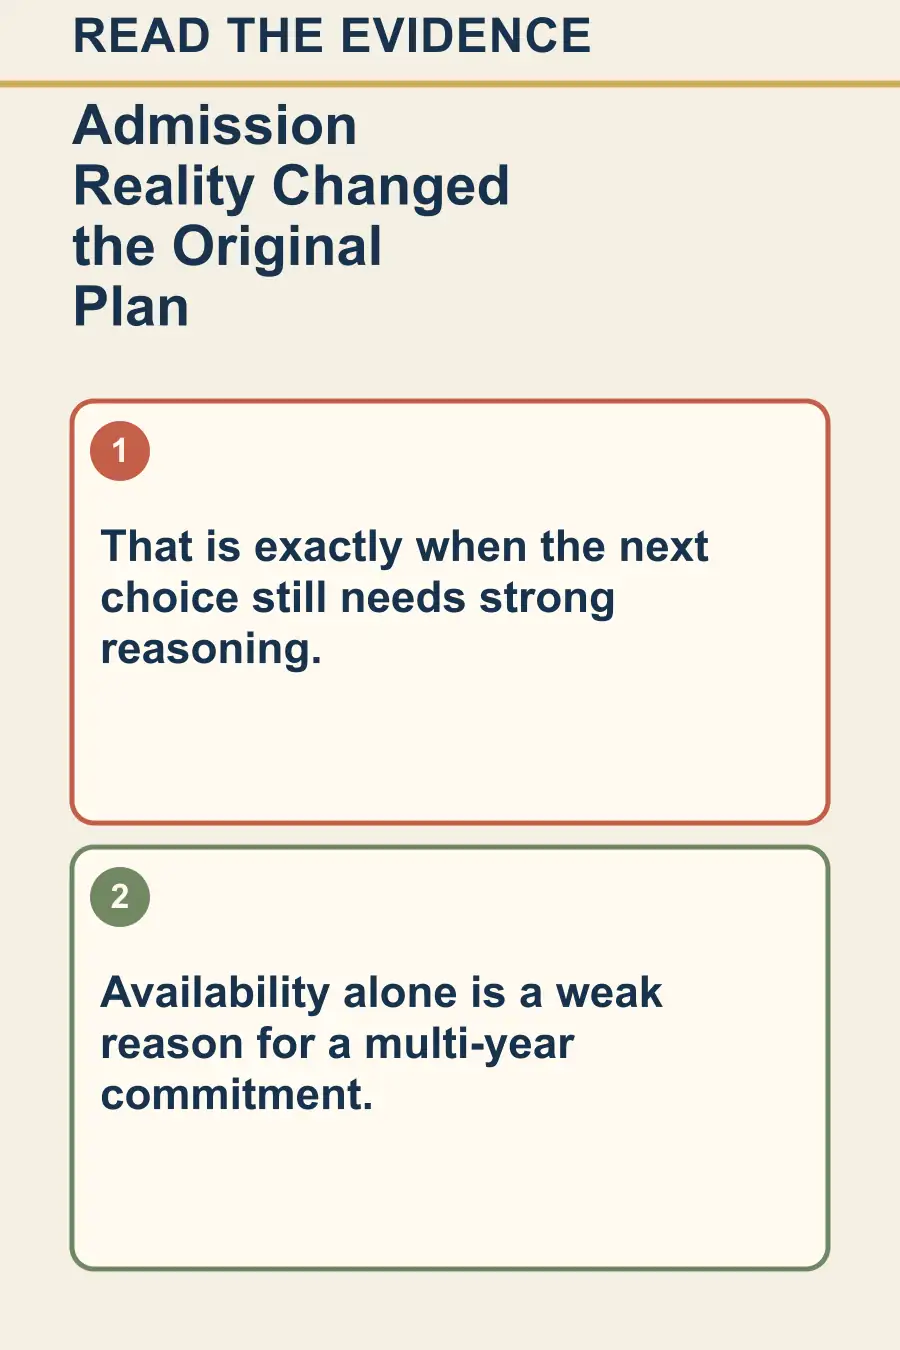 READ THE EVIDENCE
Admission
Reality Changed
the Original
Plan
1
That is exactly when the next
choice still needs strong
reasoning.
2
Availability alone is a weak
reason for a multi-year
commitment.